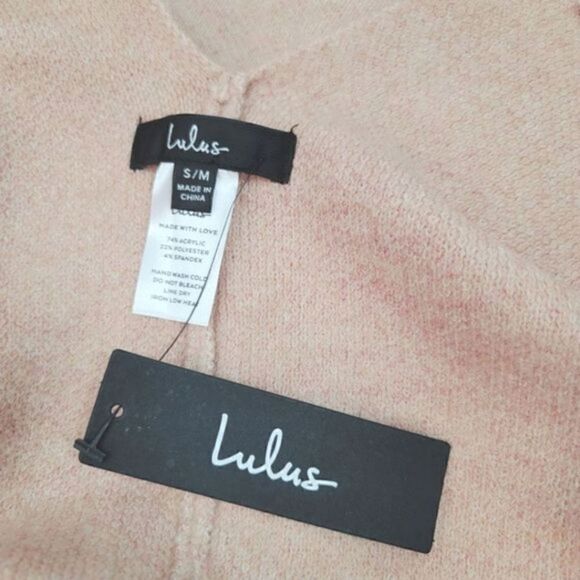 Lulus
S/M
MADE IN
CHINA
Lulus
MADE WITH LOVE
74% ACRYLIC
22% POLYESTER
4% SPANDEX
HAND WASH COLD
DO NOT BLEACH
LINE DRY
IRON LOW HEAT
Lulus